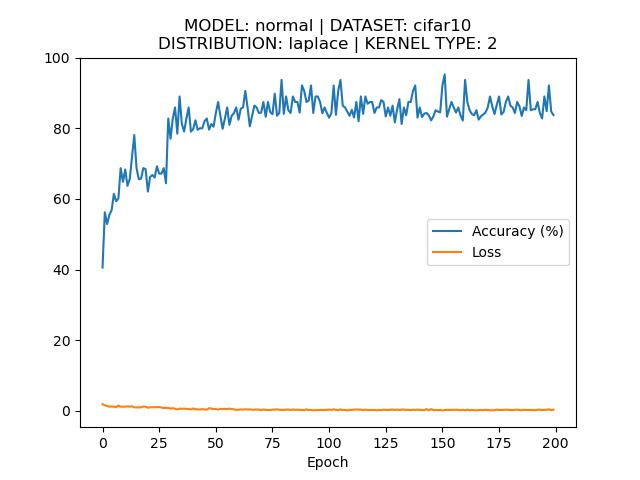 MODEL: normal | DATASET: cifar10
DISTRIBUTION: laplace | KERNEL TYPE: 2
100
80
60
40
20
0
Accuracy (%)
Loss
0 25 50 75 100 125 150 175 200
Epoch